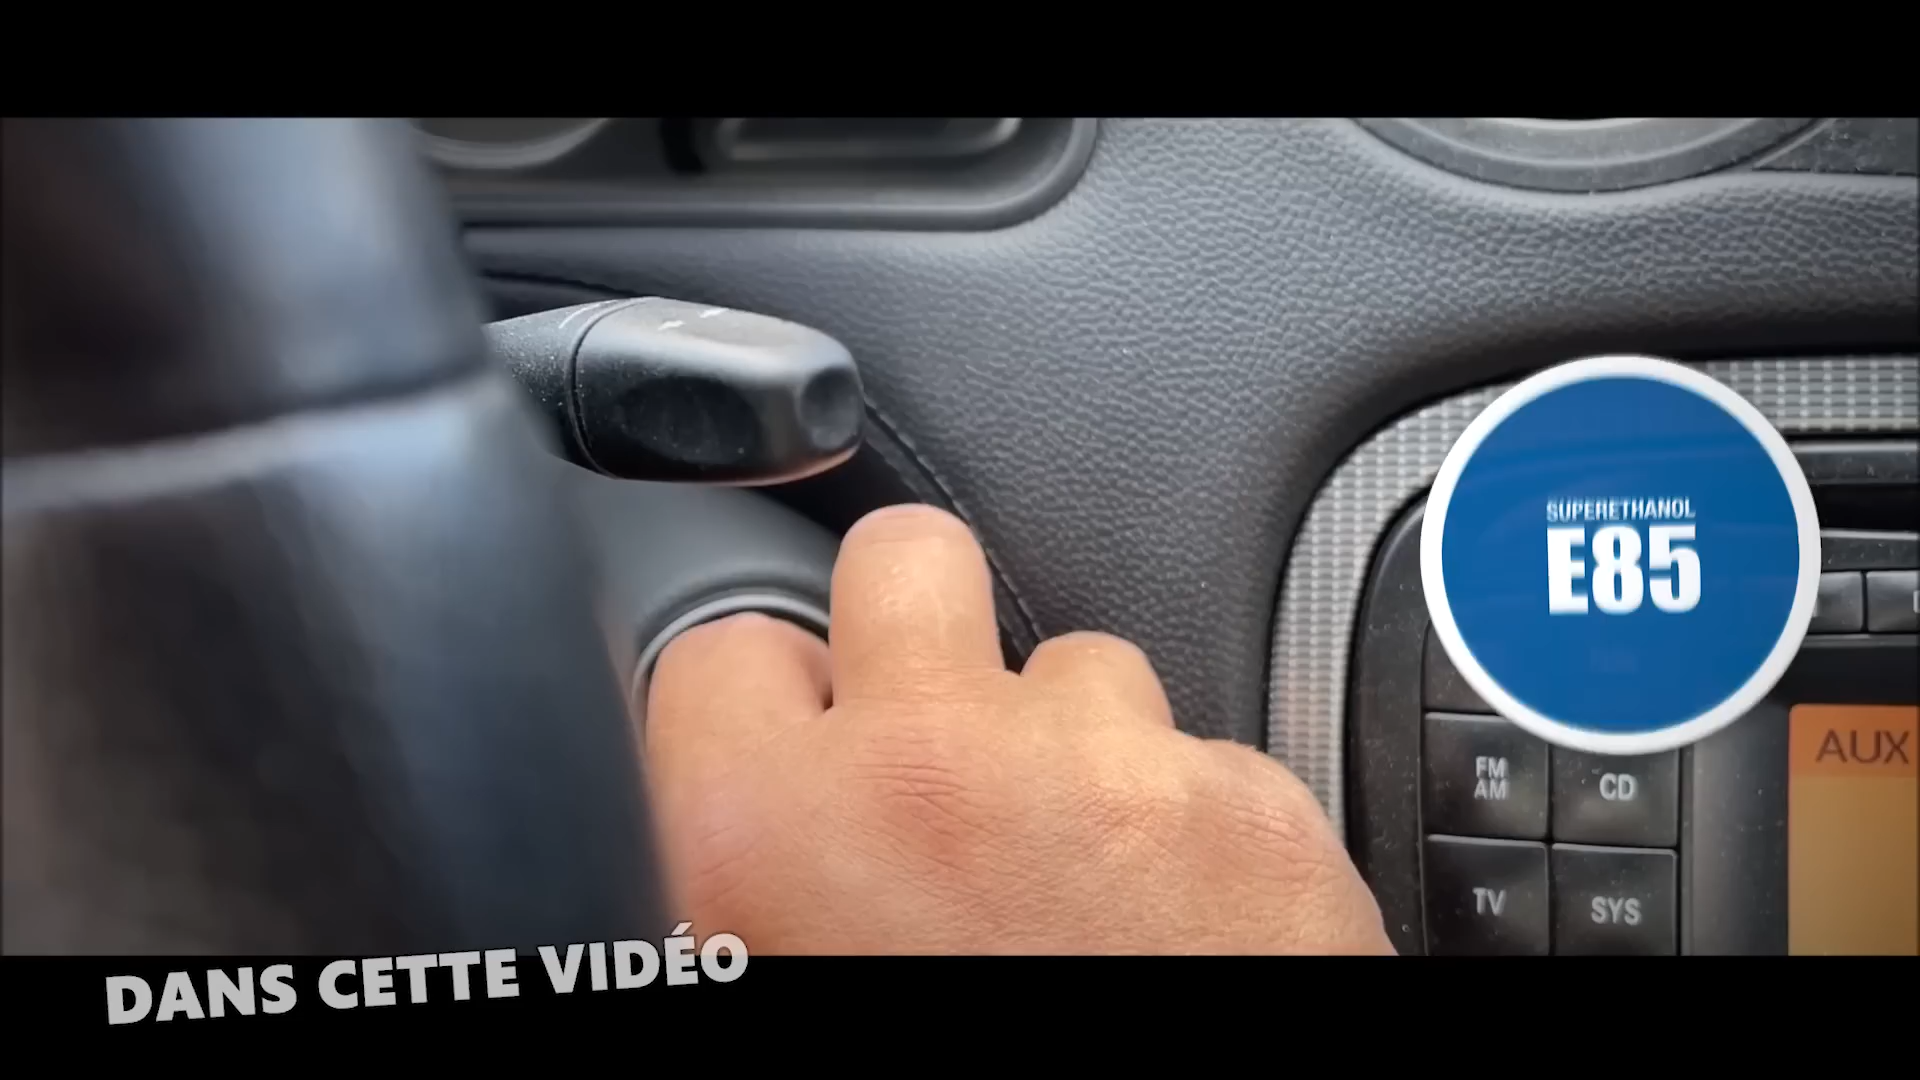 SUPERETHANOL
E85
AUX
FM
AM
CD
TV
SYS
DANS CETTE VIDÉO